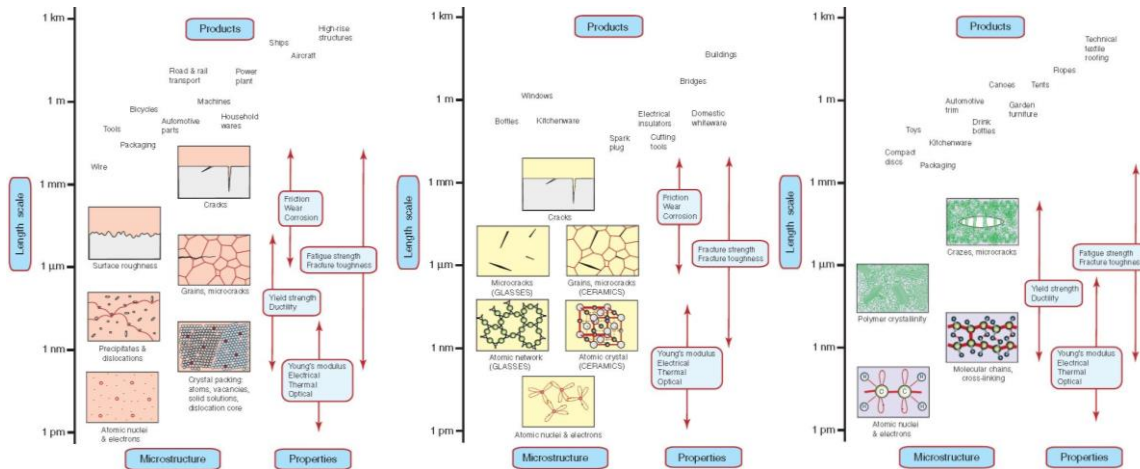 1 km
Products
High-rise
structures
Ships
Aircraft
Road & rail
transport
Power
plant
1 m
Bicycles
Machines
Tools
Automotive
parts
Household
wares
Packaging
Wire
Length scale
1 mm
Cracks
Friction
Wear
Corrosion
Surface roughness
Grains, microcracks
1 µm
Fatigue strength
Fracture toughness
Yield strength
Ductility
Precipitates &
dislocations
1 nm
Crystal packing:
atoms, vacancies,
solid solutions,
dislocation core
Young's modulus
Electrical
Thermal
Optical
Atomic nuclei
& electrons
1 pm
Microstructure
Properties
1 km
Products
Buildings
Bridges
Windows
1 m
Bottles
Kitchenware
Electrical
insulators
Domestic
whiteware
Spark
plug
Cutting
tools
Length scale
1 mm
Cracks
Friction
Wear
Corrosion
Fracture strength
Fracture toughness
1 µm
Microcracks
(GLASSES)
Grains, microcracks
(CERAMICS)
1 nm
Atomic network
(GLASSES)
Atomic crystal
(CERAMICS)
Young's modulus
Electrical
Thermal
Optical
Atomic nuclei & electrons
1 pm
Microstructure
Properties
1 km
Products
Technical
textile
roofing
Ropes
Canoes
Tents
1 m
Automotive
trim
Garden
furniture
Drink
bottles
Toys
Kitchenware
Compact
discs
Packaging
Length scale
1 mm
Crazes, microcracks
Fatigue strength
Fracture toughness
1 µm
Yield strength
Ductility
Polymer crystallinity
1 nm
Molecular chains,
cross-linking
Young's modulus
Electrical
Thermal
Optical
H
C
C
H
H
H
Atomic nuclei
& electrons
1 pm
Microstructure
Properties